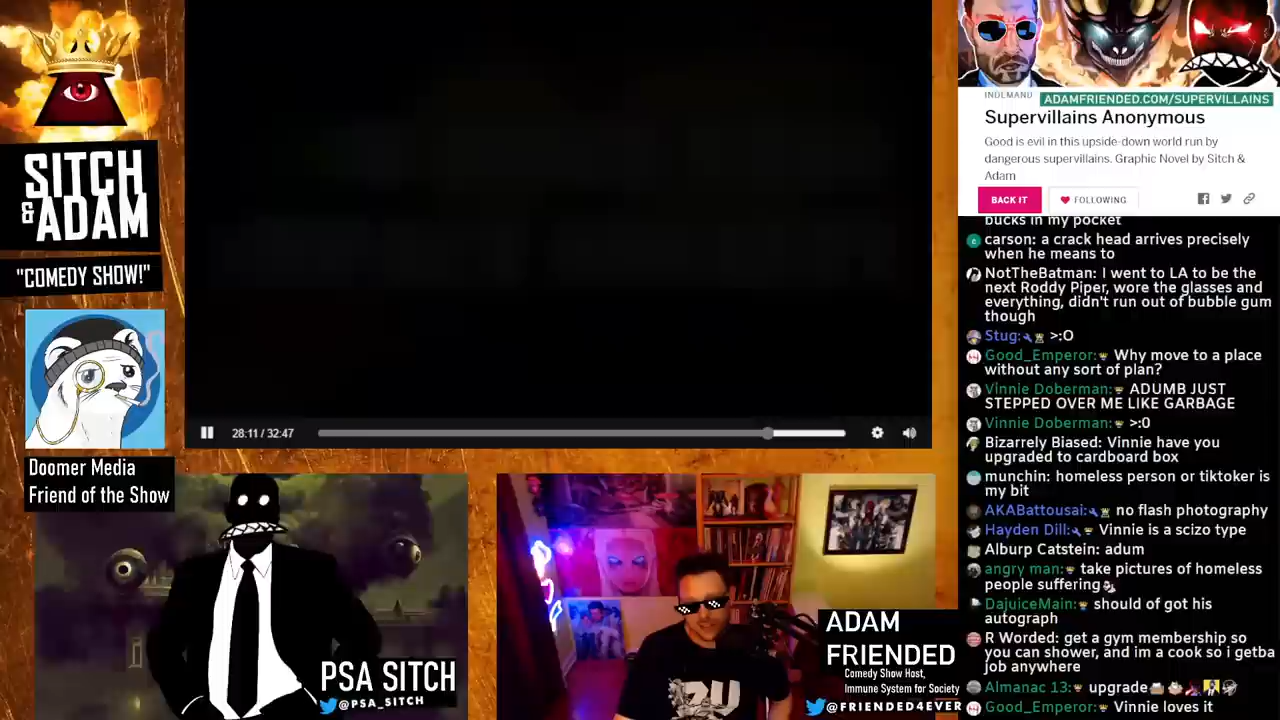 SITCH
& ADAM
"COMEDY SHOW!"
Doomer Media
Friend of the Show
28:11 / 32:47
PSA SITCH
@PSA_SITCH
ADAM
FRIENDED
Comedy Show Host,
Immune System for Society
@FRIENDED4EVER
INDEMAND
ADAMFRIENDED.COM/SUPERVILLAINS
Supervillains Anonymous
Good is evil in this upside-down world run by
dangerous supervillains. Graphic Novel by Sitch &
Adam
BACK IT
FOLLOWING
bucks in my pocket
carson: a crack head arrives precisely
when he means to
NotTheBatman: I went to LA to be the
next Roddy Piper, wore the glasses and
everything, didn't run out of bubble gum
though
Stug: >:O
Good_Emperor: Why move to a place
without any sort of plan?
Vinnie Doberman: ADUMB JUST
STEPPED OVER ME LIKE GARBAGE
Vinnie Doberman: >:0
Bizarrely Biased: Vinnie have you
upgraded to cardboard box
munchin: homeless person or tiktoker is
my bit
AKABattousai: no flash photography
Hayden Dill: Vinnie is a scizo type
Alburp Catstein: adum
angry man: take pictures of homeless
people suffering
DajuiceMain: should of got his
autograph
R Worded: get a gym membership so
you can shower, and im a cook so i getba
job anywhere
Almanac 13: upgrade
Good_Emperor: Vinnie loves it